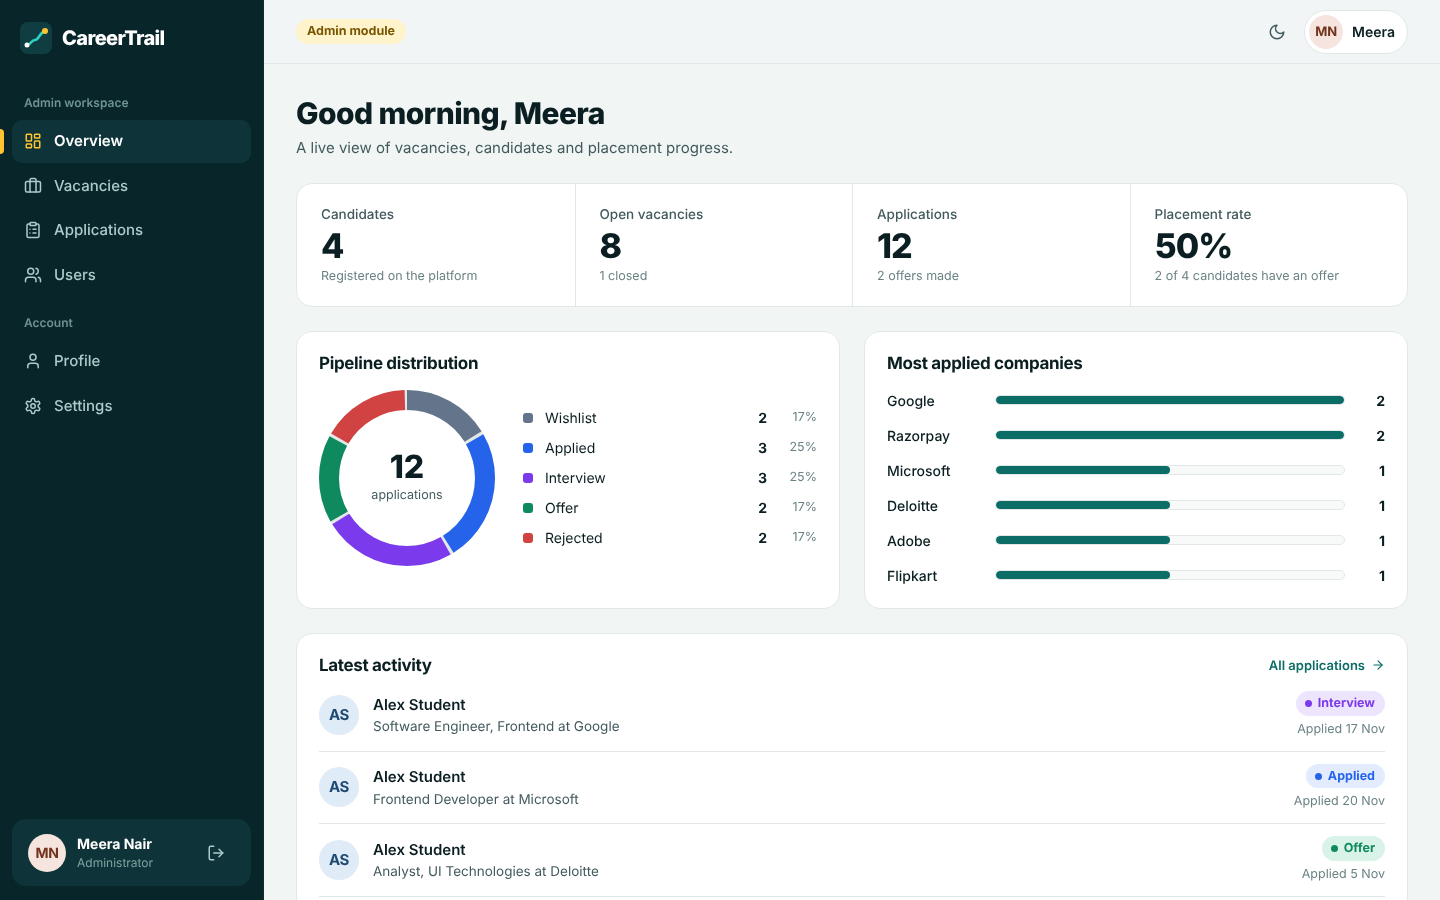 CareerTrail
Admin workspace
Overview
Vacancies
Applications
Users
Account
Profile
Settings
MN
Meera Nair
Administrator
Admin module
MN
Meera
Good morning, Meera
A live view of vacancies, candidates and placement progress.
Candidates
4
Registered on the platform
Open vacancies
8
1 closed
Applications
12
2 offers made
Placement rate
50%
2 of 4 candidates have an offer
Pipeline distribution
12
applications
Wishlist 2 17%
Applied 3 25%
Interview 3 25%
Offer 2 17%
Rejected 2 17%
Most applied companies
Google 2
Razorpay 2
Microsoft 1
Deloitte 1
Adobe 1
Flipkart 1
Latest activity
All applications
AS
Alex Student
Software Engineer, Frontend at Google
Interview
Applied 17 Nov
AS
Alex Student
Frontend Developer at Microsoft
Applied
Applied 20 Nov
AS
Alex Student
Analyst, UI Technologies at Deloitte
Offer
Applied 5 Nov